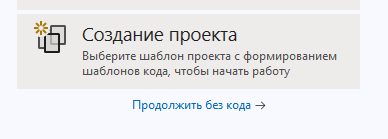 Создание проекта
Выберите шаблон проекта с формированием
шаблонов кода, чтобы начать работу
Продолжить без кода →